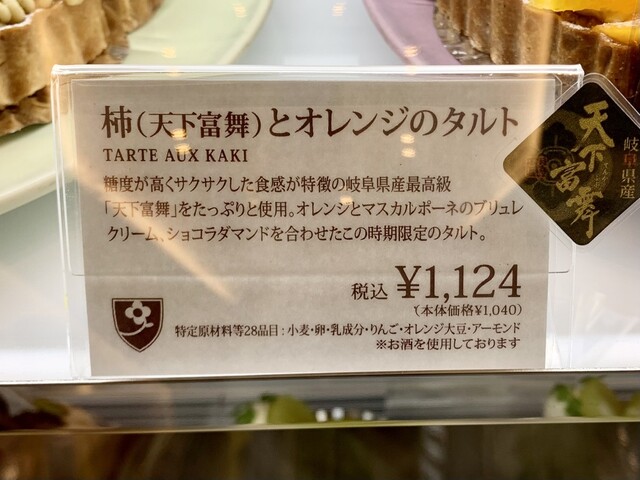 柿(天下富舞)とオレンジのタルト
TARTE AUX KAKI
糖度が高くサクサクした食感が特徴の岐阜県産最高級
「天下富舞」をたっぷりと使用。オレンジとマスカルポーネのブリュレ
クリーム、ショコラダマンドを合わせたこの時期限定のタルト。
税込 ¥1,124
(本体価格¥1,040)
特定原材料等28品目:小麦・卵・乳成分・りんご・オレンジ大豆・アーモンド
※お酒を使用しております
岐阜県産
天下富舞